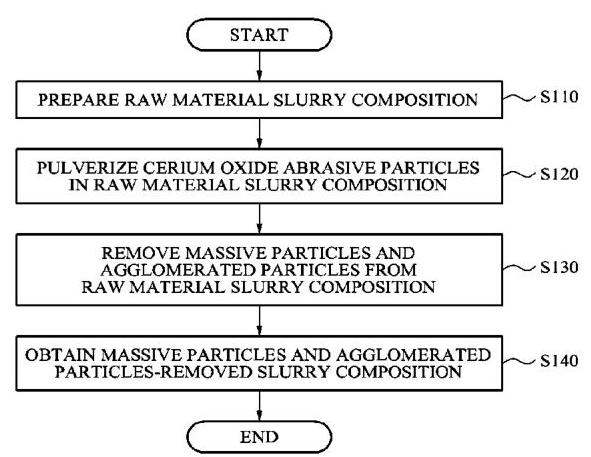 START
PREPARE RAW MATERIAL SLURRY COMPOSITION
S110
PULVERIZE CERIUM OXIDE ABRASIVE PARTICLES
IN RAW MATERIAL SLURRY COMPOSITION
S120
REMOVE MASSIVE PARTICLES AND
AGGLOMERATED PARTICLES FROM
RAW MATERIAL SLURRY COMPOSITION
S130
OBTAIN MASSIVE PARTICLES AND AGGLOMERATED
PARTICLES-REMOVED SLURRY COMPOSITION
S140
END